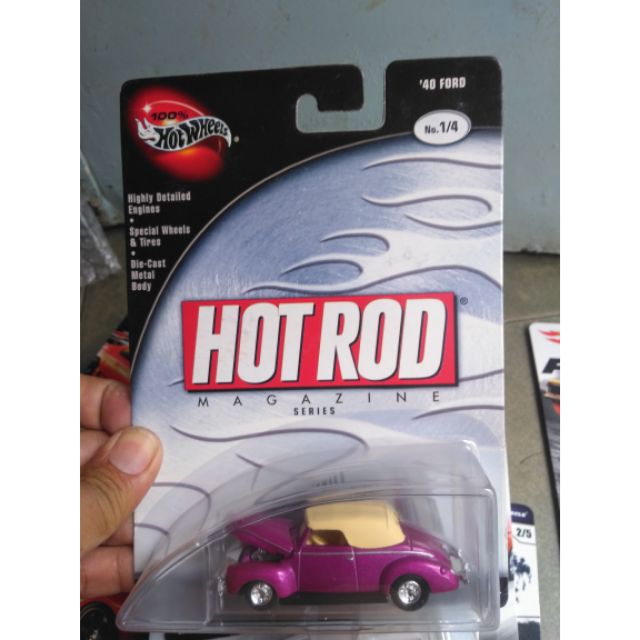 '40 FORD
No. 1/4
100%
Hot Wheels
Highly Detailed
Engines
•
Special Wheels
& Tires
•
Die-Cast
Metal
Body
HOT ROD®
MAGAZINE
SERIES
2/5